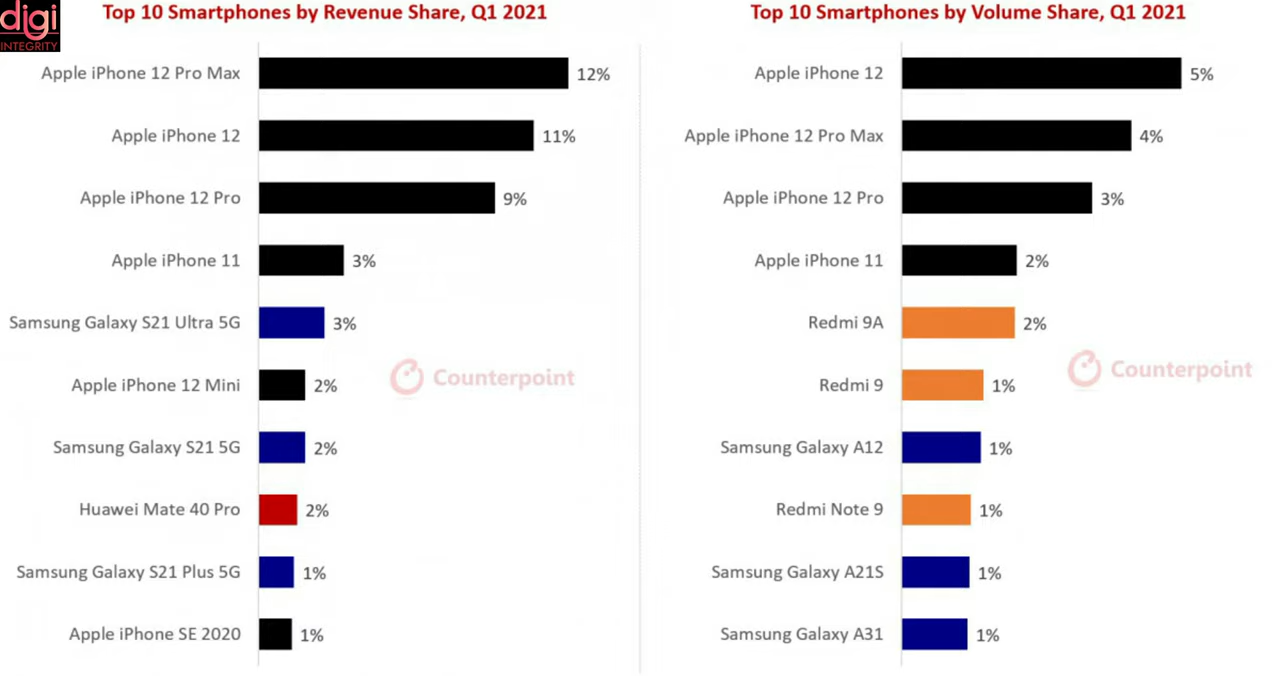 digi
INTEGRITY
Top 10 Smartphones by Revenue Share, Q1 2021
Apple iPhone 12 Pro Max 12%
Apple iPhone 12 11%
Apple iPhone 12 Pro 9%
Apple iPhone 11 3%
Samsung Galaxy S21 Ultra 5G 3%
Apple iPhone 12 Mini 2%
Samsung Galaxy S21 5G 2%
Huawei Mate 40 Pro 2%
Samsung Galaxy S21 Plus 5G 1%
Apple iPhone SE 2020 1%
Counterpoint
Top 10 Smartphones by Volume Share, Q1 2021
Apple iPhone 12 5%
Apple iPhone 12 Pro Max 4%
Apple iPhone 12 Pro 3%
Apple iPhone 11 2%
Redmi 9A 2%
Redmi 9 1%
Samsung Galaxy A12 1%
Redmi Note 9 1%
Samsung Galaxy A21S 1%
Samsung Galaxy A31 1%
Counterpoint